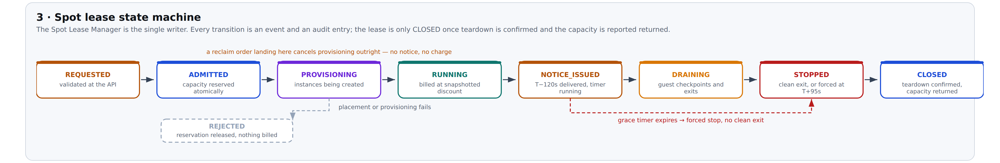 3 · Spot lease state machine
The Spot Lease Manager is the single writer. Every transition is an event and an audit entry; the lease is only CLOSED once teardown is confirmed and the capacity is reported returned.
a reclaim order landing here cancels provisioning outright — no notice, no charge
REQUESTED
validated at the API
ADMITTED
capacity reserved
atomically
PROVISIONING
instances being created
RUNNING
billed at snapshotted
discount
NOTICE_ISSUED
T−120s delivered, timer
running
DRAINING
guest checkpoints and
exits
STOPPED
clean exit, or forced at
T+95s
CLOSED
teardown confirmed,
capacity returned
placement or provisioning fails
REJECTED
reservation released, nothing billed
grace timer expires → forced stop, no clean exit